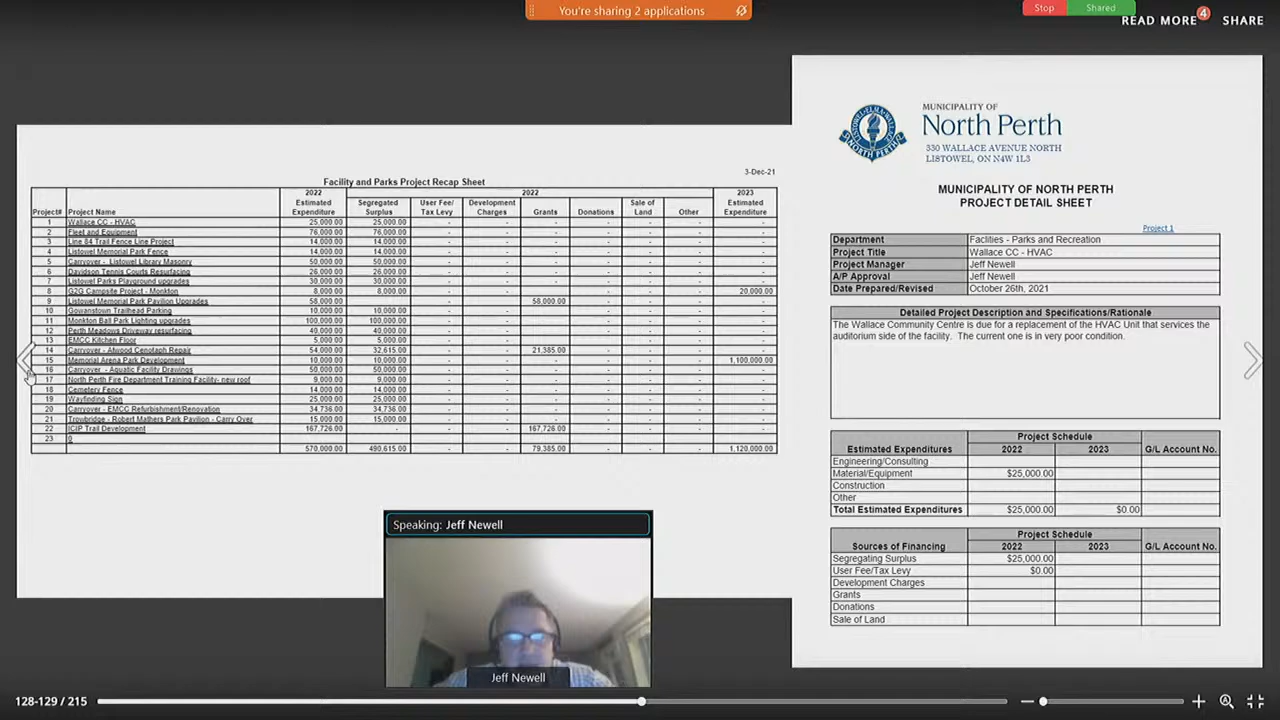 You're sharing 2 applications
Stop Shared
READ MORE 4 SHARE
3-Dec-21
Facility and Parks Project Recap Sheet
2022 2022 2023
Estimated Segregated User Fee/ Development Sale of Estimated
Project# Project Name Expenditure Surplus Tax Levy Charges Grants Donations Land Other Expenditure
1 Wallace CC - HVAC 25,000.00 25,000.00 - - - - - - -
2 Fleet and Equipment 76,000.00 76,000.00 - - - - - - -
3 Line 84 Trail Fence Line Project 14,000.00 14,000.00 - - - - - - -
4 Listowel Memorial Park Fence 14,000.00 14,000.00 - - - - - - -
5 Carryover - Listowel Library Masonry 50,000.00 50,000.00 - - - - - - -
6 Davidson Tennis Courts Resurfacing 26,000.00 26,000.00 - - - - - - -
7 Listowel Parks Playground upgrades 30,000.00 30,000.00 - - - - - - -
8 G2G Campsite Project - Monkton 8,000.00 8,000.00 - - - - - - 20,000.00
9 Listowel Memorial Park Pavilion Upgrades 58,000.00 - - 58,000.00 - - - -
10 Gowanstown Trailhead Parking 10,000.00 10,000.00 - - - - - - -
11 Monkton Ball Park Lighting upgrades 100,000.00 100,000.00 - - - - - - -
12 Perth Meadows Driveway resurfacing 40,000.00 40,000.00 - - - - - - -
13 EMCC Kitchen Floor 5,000.00 5,000.00 - - - - - - -
14 Carryover - Atwood Cenotaph Repair 54,000.00 32,615.00 - - 21,385.00 - - - -
15 Memorial Arena Park Development 10,000.00 10,000.00 - - - - - - 1,100,000.00
16 Carryover - Aquatic Facility Drawings 50,000.00 50,000.00 - - - - - - -
17 North Perth Fire Department Training Facility- new roof 9,000.00 9,000.00 - - - - - - -
18 Cemetery Fence 14,000.00 14,000.00 - - - - - - -
19 Wayfinding Sign 25,000.00 25,000.00 - - - - - - -
20 Carryover - EMCC Refurbishment/Renovation 34,736.00 34,736.00 - - - - - - -
21 Trowbridge - Robert Mathers Park Pavilion - Carry Over 15,000.00 15,000.00 - - - - - - -
22 ICIP Trail Development 167,726.00 - - - 167,726.00 - - - -
23 0
570,000.00 490,615.00 - - 79,385.00 - - - 1,120,000.00
LISTOWEL ELMA WALLACE
NORTH PERTH
MUNICIPALITY OF
North Perth
330 WALLACE AVENUE NORTH
LISTOWEL, ON N4W 1L3
MUNICIPALITY OF NORTH PERTH
PROJECT DETAIL SHEET
Project 1
Department Facilities - Parks and Recreation
Project Title Wallace CC - HVAC
Project Manager Jeff Newell
A/P Approval Jeff Newell
Date Prepared/Revised October 26th, 2021
Detailed Project Description and Specifications/Rationale
The Wallace Community Centre is due for a replacement of the HVAC Unit that services the
auditorium side of the facility. The current one is in very poor condition.
Project Schedule
Estimated Expenditures 2022 2023 G/L Account No.
Engineering/Consulting
Material/Equipment $25,000.00
Construction
Other
Total Estimated Expenditures $25,000.00 $0.00
Project Schedule
Sources of Financing 2022 2023 G/L Account No.
Segregating Surplus $25,000.00
User Fee/Tax Levy $0.00
Development Charges
Grants
Donations
Sale of Land
Speaking: Jeff Newell
Jeff Newell
128-129 / 215